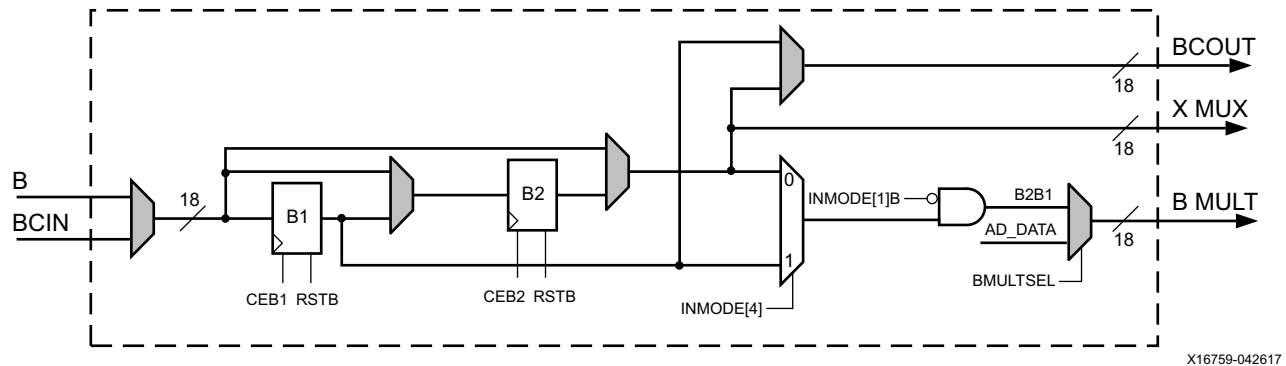 BCOUT
18
X MUX
18
B
18
BCIN
B1
B2
0
1
INMODE[1]B
B2B1
AD_DATA
B MULT
18
BMULTSEL
CEB1 RSTB
CEB2 RSTB
INMODE[4]
X16759-042617